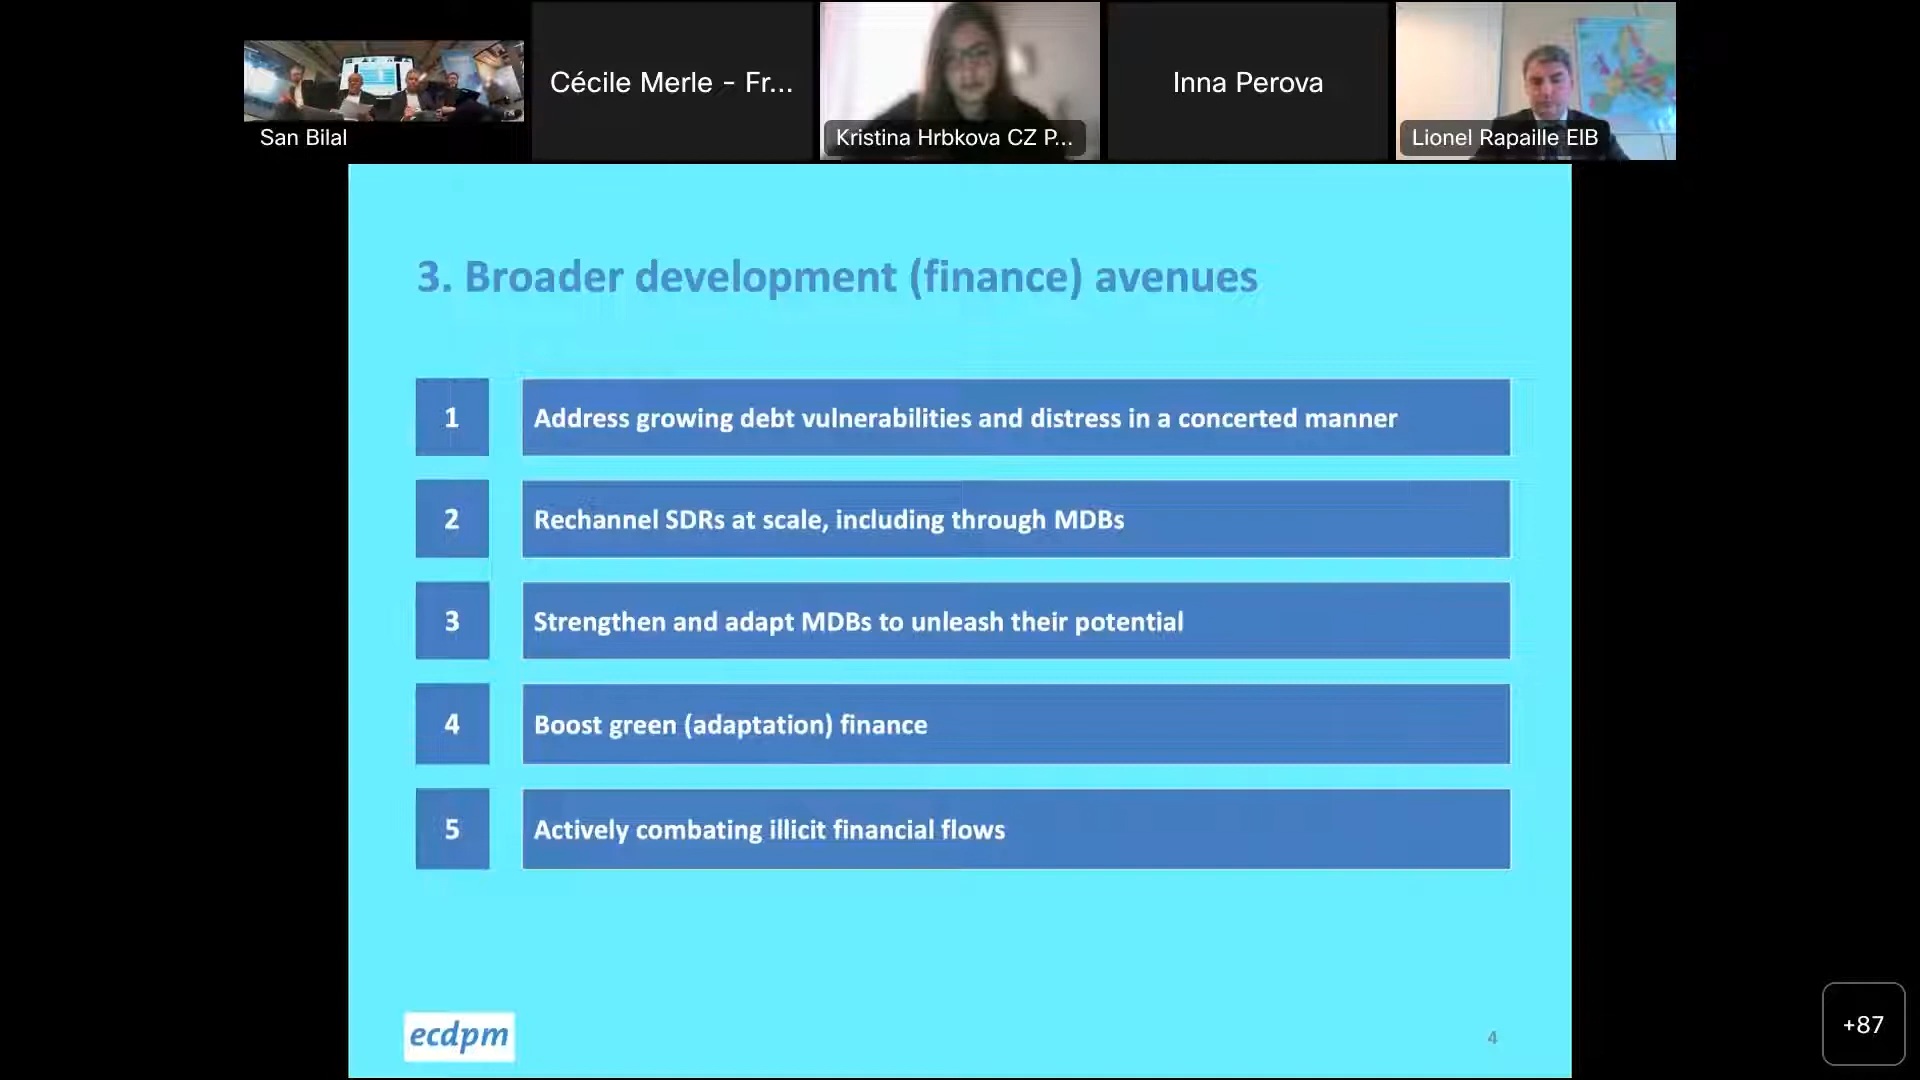 San Bilal
Cécile Merle - Fr...
Kristina Hrbkova CZ P...
Inna Perova
Lionel Rapaille EIB
3. Broader development (finance) avenues
1 Address growing debt vulnerabilities and distress in a concerted manner
2 Rechannel SDRs at scale, including through MDBs
3 Strengthen and adapt MDBs to unleash their potential
4 Boost green (adaptation) finance
5 Actively combating illicit financial flows
ecdpm
4
+87